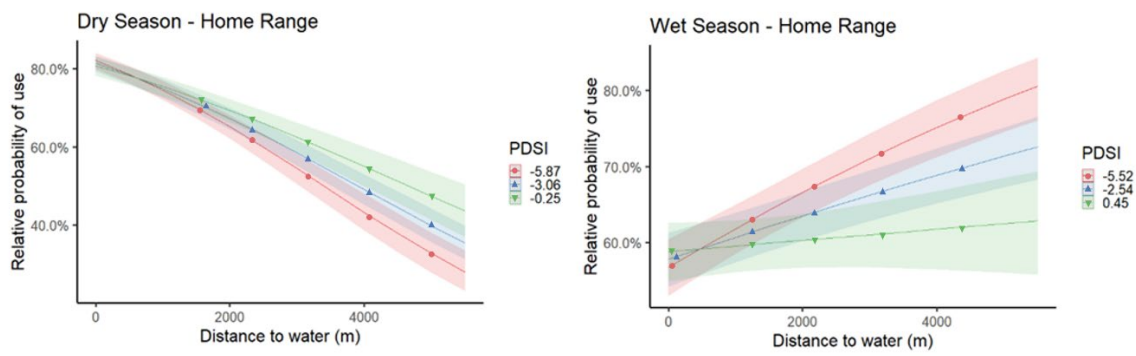 Dry Season - Home Range
Relative probability of use
80.0%
60.0%
40.0%
0
2000
4000
Distance to water (m)
PDSI
-5.87
-3.06
-0.25
Wet Season - Home Range
Relative probability of use
80.0%
70.0%
60.0%
0
2000
4000
Distance to water (m)
PDSI
-5.52
-2.54
0.45